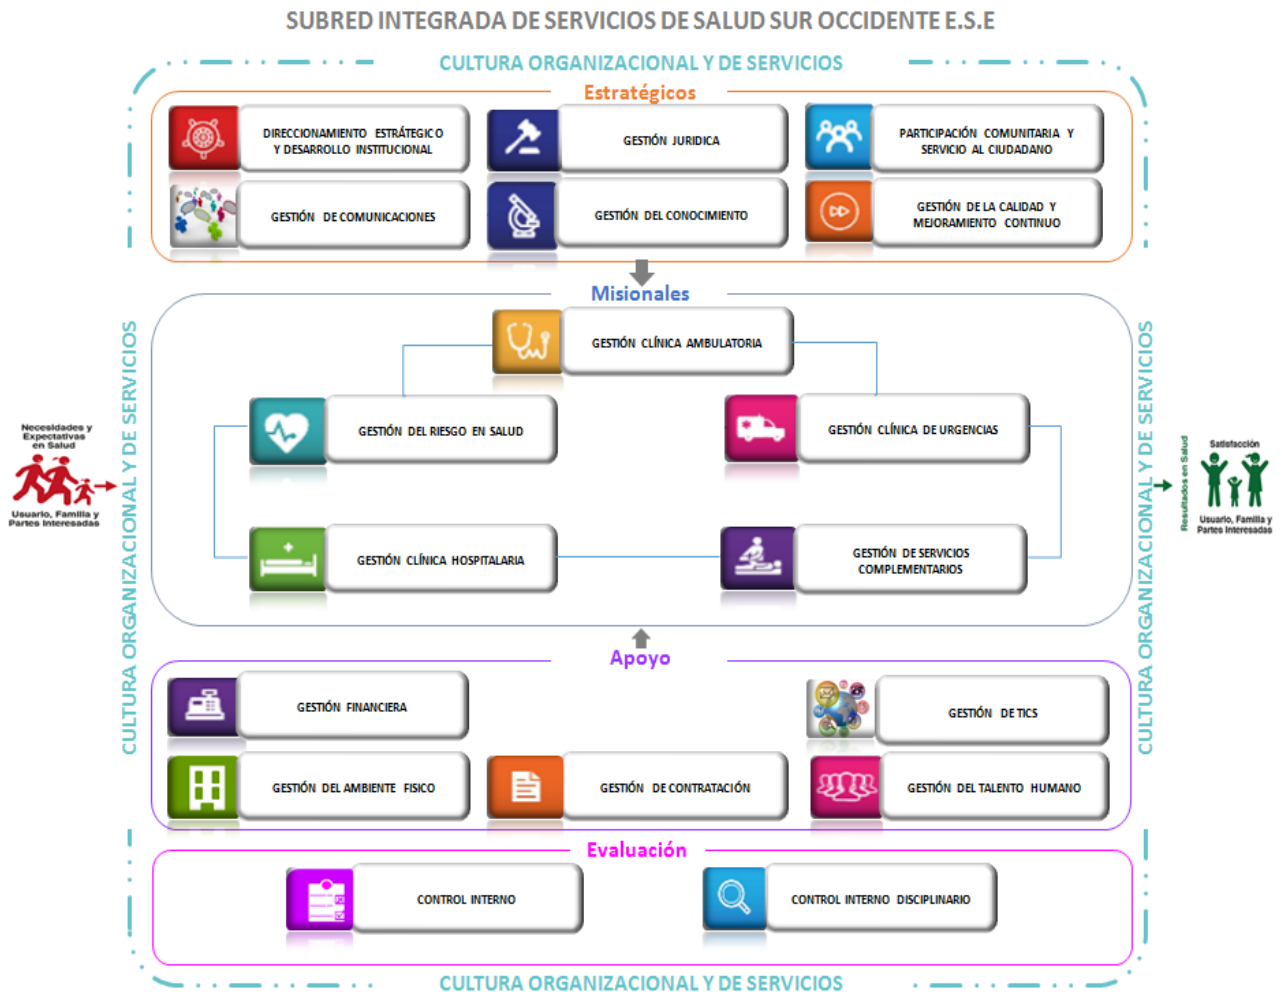 SUBRED INTEGRADA DE SERVICIOS DE SALUD SUR OCCIDENTE E.S.E
CULTURA ORGANIZACIONAL Y DE SERVICIOS
Estratégicos
DIRECCIONAMIENTO ESTRÁTEGICO
Y DESARROLLO INSTITUCIONAL
GESTIÓN JURIDICA
PARTICIPACIÓN COMUNITARIA Y
SERVICIO AL CIUDADANO
GESTIÓN DE COMUNICACIONES
GESTIÓN DEL CONOCIMIENTO
GESTIÓN DE LA CALIDAD Y
MEJORAMIENTO CONTINUO
Misionales
GESTIÓN CLÍNICA AMBULATORIA
GESTIÓN DEL RIESGO EN SALUD
GESTIÓN CLÍNICA DE URGENCIAS
GESTIÓN CLÍNICA HOSPITALARIA
GESTIÓN DE SERVICIOS
COMPLEMENTARIOS
CULTURA ORGANIZACIONAL Y DE SERVICIOS
Necesidades y
Expectativas
en Salud
Usuario, Familia y
Partes Interesadas
CULTURA ORGANIZACIONAL Y DE SERVICIOS
Resultados en Salud
Satisfacción
Usuario, Familia y
Partes Interesadas
Apoyo
GESTIÓN FINANCIERA
GESTIÓN DE TICS
GESTIÓN DEL AMBIENTE FISICO
GESTIÓN DE CONTRATACIÓN
GESTIÓN DEL TALENTO HUMANO
Evaluación
CONTROL INTERNO
CONTROL INTERNO DISCIPLINARIO
CULTURA ORGANIZACIONAL Y DE SERVICIOS